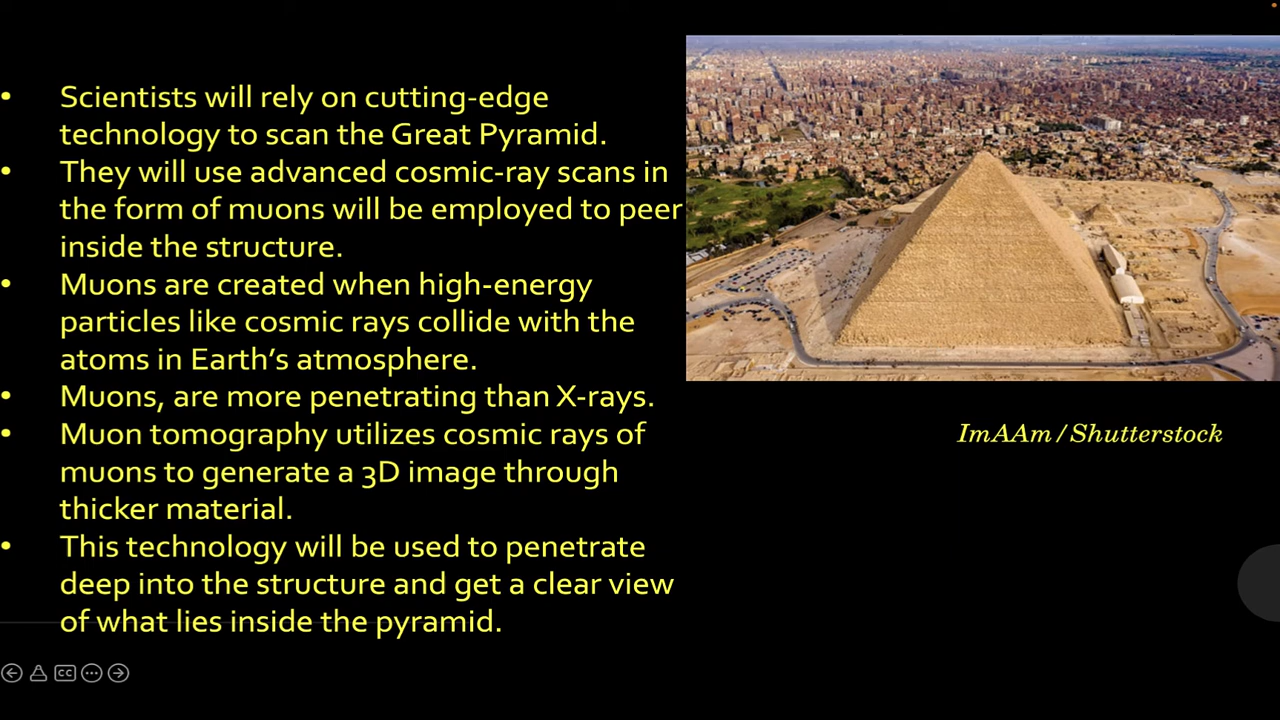 • Scientists will rely on cutting-edge
technology to scan the Great Pyramid.
• They will use advanced cosmic-ray scans in
the form of muons will be employed to peer
inside the structure.
• Muons are created when high-energy
particles like cosmic rays collide with the
atoms in Earth’s atmosphere.
• Muons, are more penetrating than X-rays.
• Muon tomography utilizes cosmic rays of
muons to generate a 3D image through
thicker material.
• This technology will be used to penetrate
deep into the structure and get a clear view
of what lies inside the pyramid.
ImAAm/Shutterstock
CC